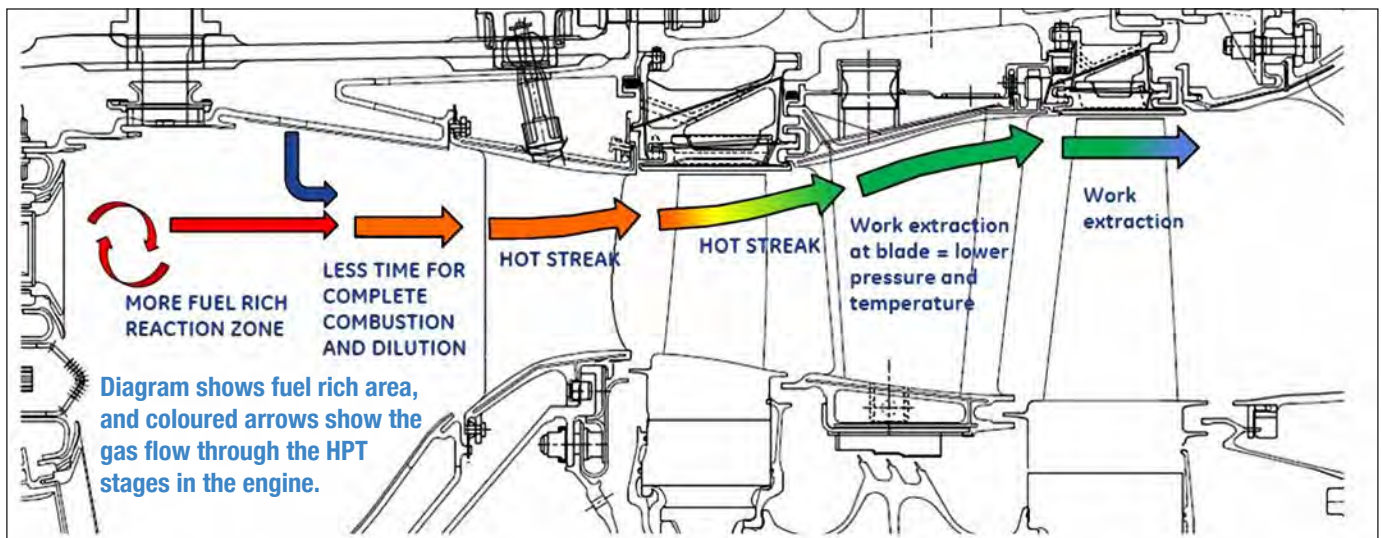 MORE FUEL RICH
REACTION ZONE
LESS TIME FOR
COMPLETE
COMBUSTION
AND DILUTION
HOT STREAK
HOT STREAK
Work extraction
at blade = lower
pressure and
temperature
Work
extraction
Diagram shows fuel rich area,
and coloured arrows show the
gas flow through the HPT
stages in the engine.